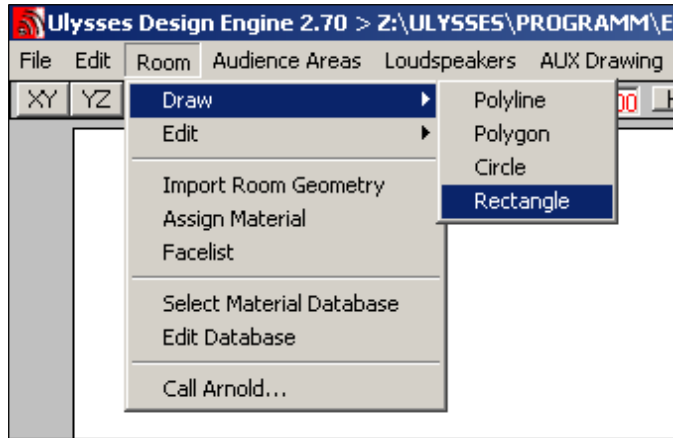 Ulysses Design Engine 2.70 > Z:\ULYSSES\PROGRAMM\E
File Edit Room Audience Areas Loudspeakers AUX Drawing
XY YZ 00 H
Draw
Edit
Import Room Geometry
Assign Material
Facelist
Select Material Database
Edit Database
Call Arnold...
Polyline
Polygon
Circle
Rectangle